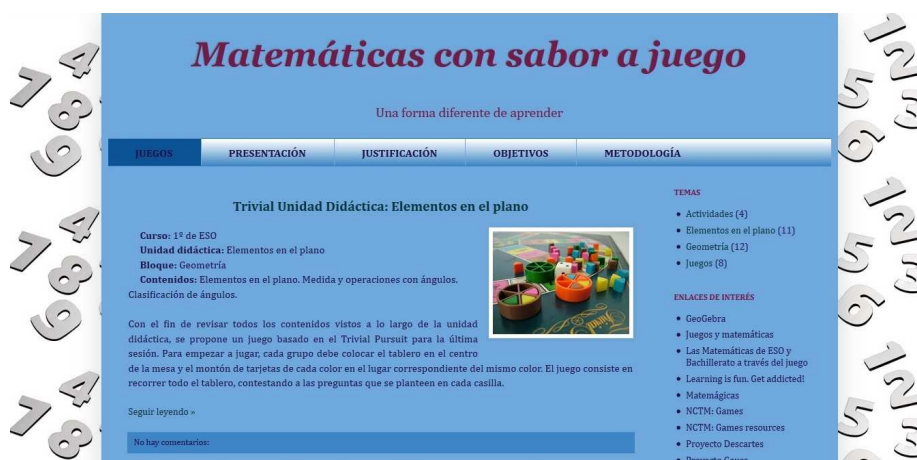 Matemáticas con sabor a juego
Una forma diferente de aprender
JUEGOS PRESENTACIÓN JUSTIFICACIÓN OBJETIVOS METODOLOGÍA
Trivial Unidad Didáctica: Elementos en el plano
Curso: 1º de ESO
Unidad didáctica: Elementos en el plano
Bloque: Geometría
Contenidos: Elementos en el plano. Medida y operaciones con ángulos.
Clasificación de ángulos.
Con el fin de revisar todos los contenidos vistos a lo largo de la unidad
didáctica, se propone un juego basado en el Trivial Pursuit para la última
sesión. Para empezar a jugar, cada grupo debe colocar el tablero en el centro
de la mesa y el montón de tarjetas de cada color en el lugar correspondiente del mismo color. El juego consiste en
recorrer todo el tablero, contestando a las preguntas que se planteen en cada casilla.
Seguir leyendo »
No hay comentarios:
TEMAS
Actividades (4)
Elementos en el plano (11)
Geometría (12)
Juegos (8)
ENLACES DE INTERÉS
GeoGebra
Juegos y matemáticas
Las Matemáticas de ESO y
Bachillerato a través del juego
Learning is fun. Get addicted!
Matemágicas
NCTM: Games
NCTM: Games resources
Proyecto Descartes